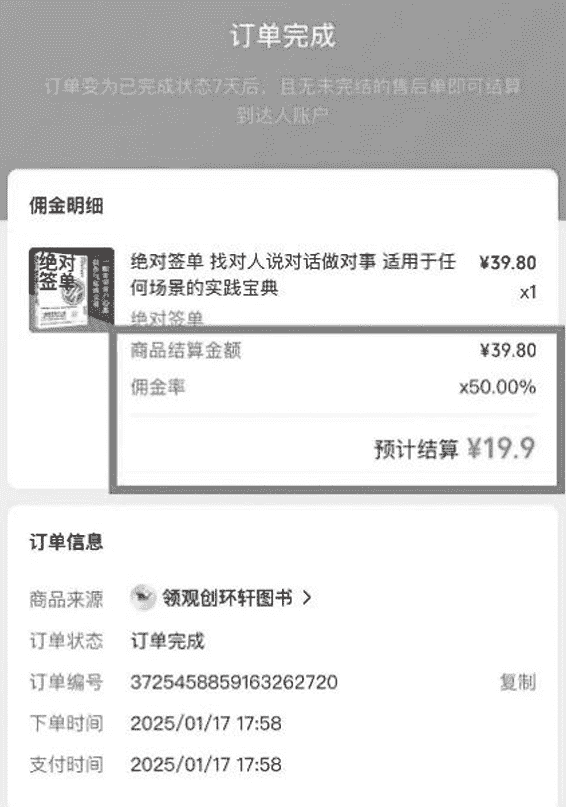 订单完成
订单变为已完成状态7天后，且无未完结的售后单即可结算
到达人账户
佣金明细
绝对
签单
绝对签单 找对人说对话做对事 适用于任
¥39.80
何场景的实践宝典
x1
绝对签单
商品结算金额
¥39.80
佣金率
x50.00%
预计结算 ¥19.9
订单信息
商品来源
领观创环轩图书 >
订单状态
订单完成
订单编号
3725458859163262720
复制
下单时间
2025/01/17 17:58
支付时间
2025/01/17 17:58